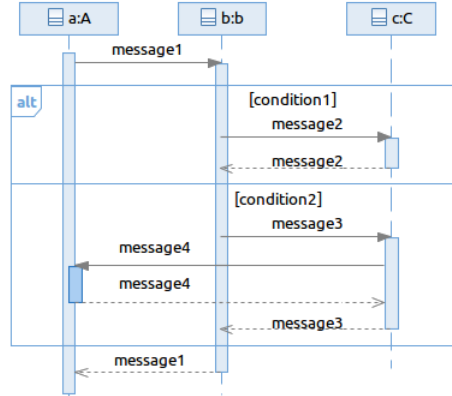 a:A
b:b
c:C
message1
alt
[condition1]
message2
message2
[condition2]
message3
message4
message4
message3
message1